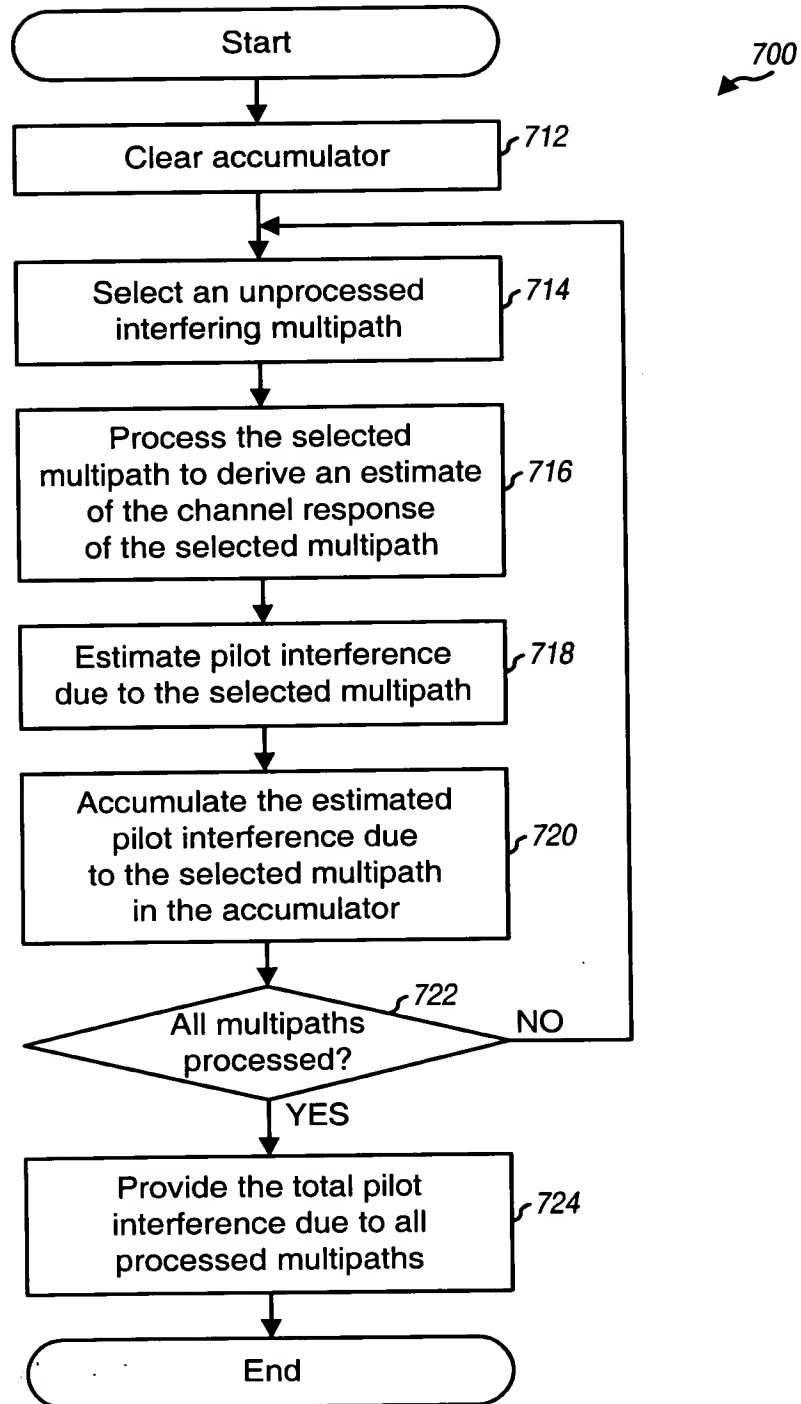 Start
700
Clear accumulator
712
Select an unprocessed
interfering multipath
714
Process the selected
multipath to derive an estimate
of the channel response
of the selected multipath
716
Estimate pilot interference
due to the selected multipath
718
Accumulate the estimated
pilot interference due
to the selected multipath
in the accumulator
720
722
All multipaths
processed?
NO
YES
Provide the total pilot
interference due to all
processed multipaths
724
End